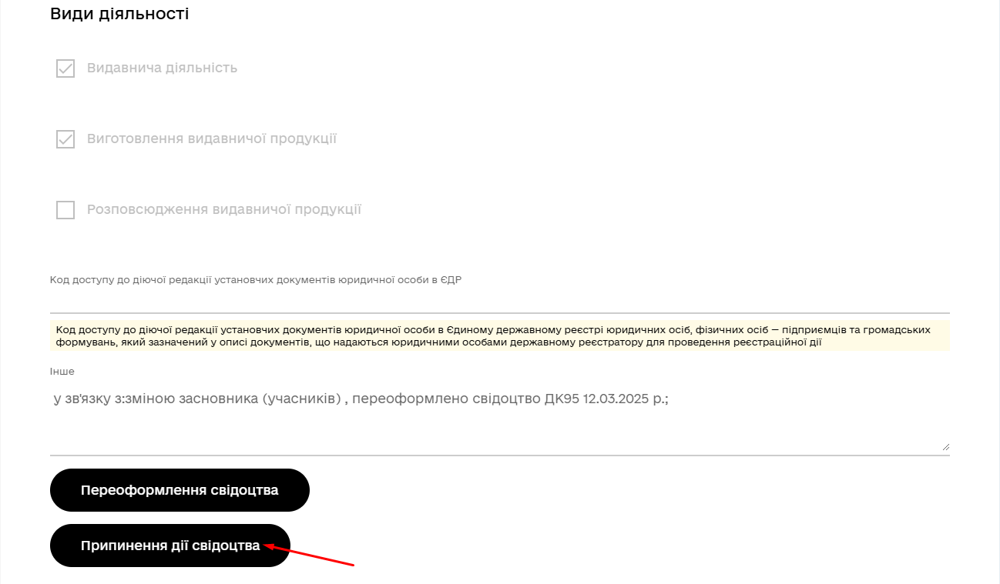 Види діяльності
Видавнича діяльність
Виготовлення видавничої продукції
Розповсюдження видавничої продукції
Код доступу до діючої редакції установчих документів юридичної особи в ЄДР
Код доступу до діючої редакції установчих документів юридичної особи в Єдиному державному реєстрі юридичних осіб, фізичних осіб — підприємців та громадських
формувань, який зазначений у описі документів, що надаються юридичними особами державному реєстратору для проведення реєстраційної дії
Інше
у зв'язку з:зміною засновника (учасників) , переоформлено свідоцтво ДК95 12.03.2025 р.;
Переоформлення свідоцтва
Припинення дії свідоцтва